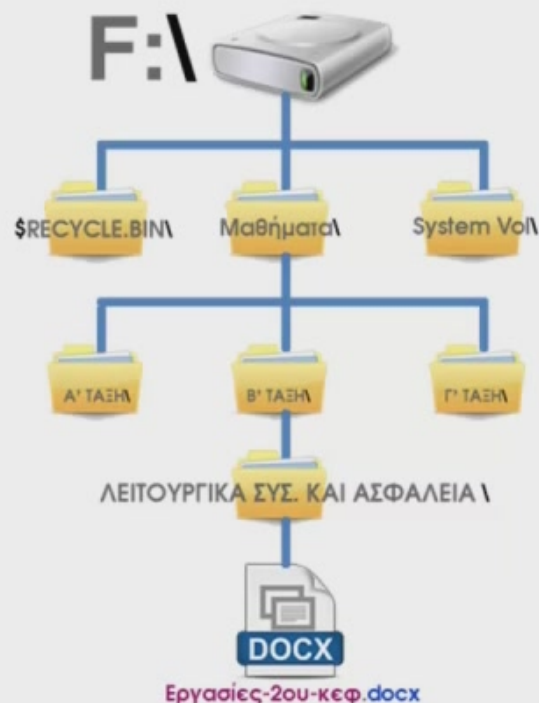 F:\
$RECYCLE.BIN\ Μαθήματα\ System Vol\
Α' ΤΑΞΗ\ Β' ΤΑΞΗ\ Γ' ΤΑΞΗ\
ΛΕΙΤΟΥΡΓΙΚΑ ΣΥΣ. ΚΑΙ ΑΣΦΑΛΕΙΑ \
DOCX
Εργασίες-2ου-κεφ.docx